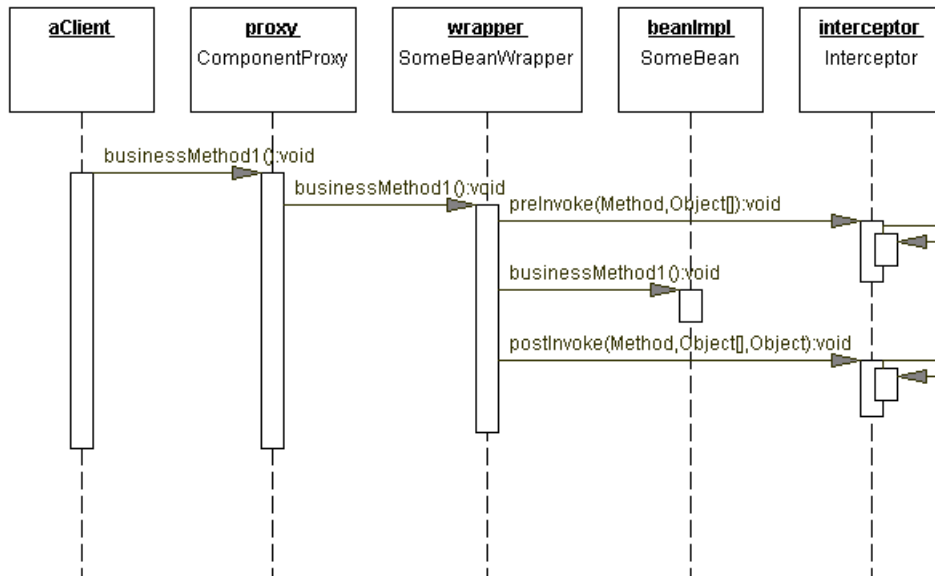 aClient
proxy
ComponentProxy
wrapper
SomeBeanWrapper
beanImpl
SomeBean
interceptor
Interceptor
businessMethod1():void
businessMethod1():void
preInvoke(Method,Object[]):void
businessMethod1():void
postInvoke(Method,Object[],Object):void